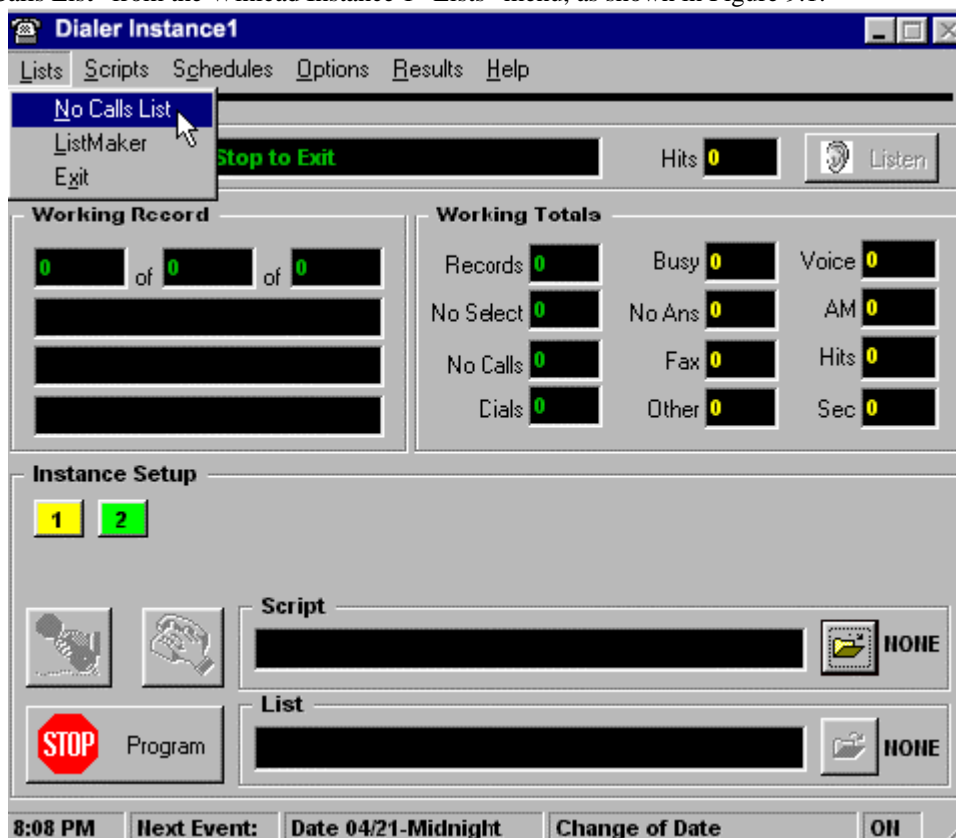 Calls List" from the WinLead Instance 1 "Lists" menu, as shown in Figure 9.1.
Dialer Instance1
Lists Scripts Schedules Options Results Help
No Calls List
ListMaker
Exit
Stop to Exit
Hits 0
Listen
Working Record
0 of 0 of 0
Working Totals
Records 0 Busy 0 Voice 0
No Select 0 No Ans 0 AM 0
No Calls 0 Fax 0 Hits 0
Dials 0 Other 0 Sec 0
Instance Setup
1 2
Script
NONE
List
STOP Program
NONE
8:08 PM Next Event: Date 04/21-Midnight Change of Date ON